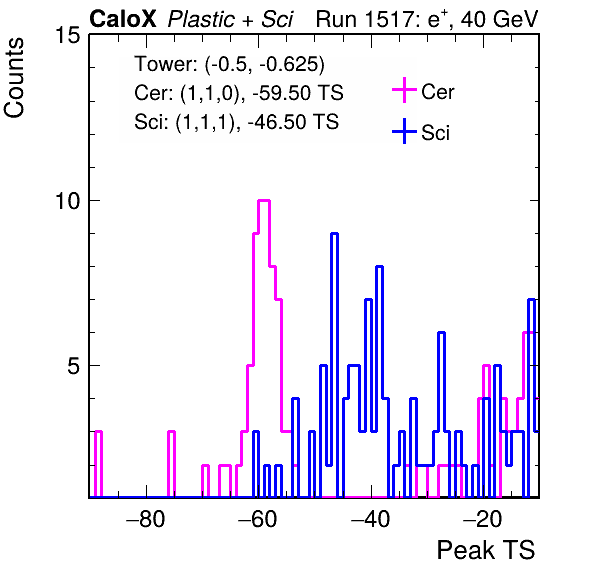 CaloX Plastic + Sci Run 1517: e⁺, 40 GeV
Counts
15
10
5
Tower: (-0.5, -0.625)
Cer: (1,1,0), -59.50 TS
Sci: (1,1,1), -46.50 TS
Cer
Sci
−80 −60 −40 −20
Peak TS